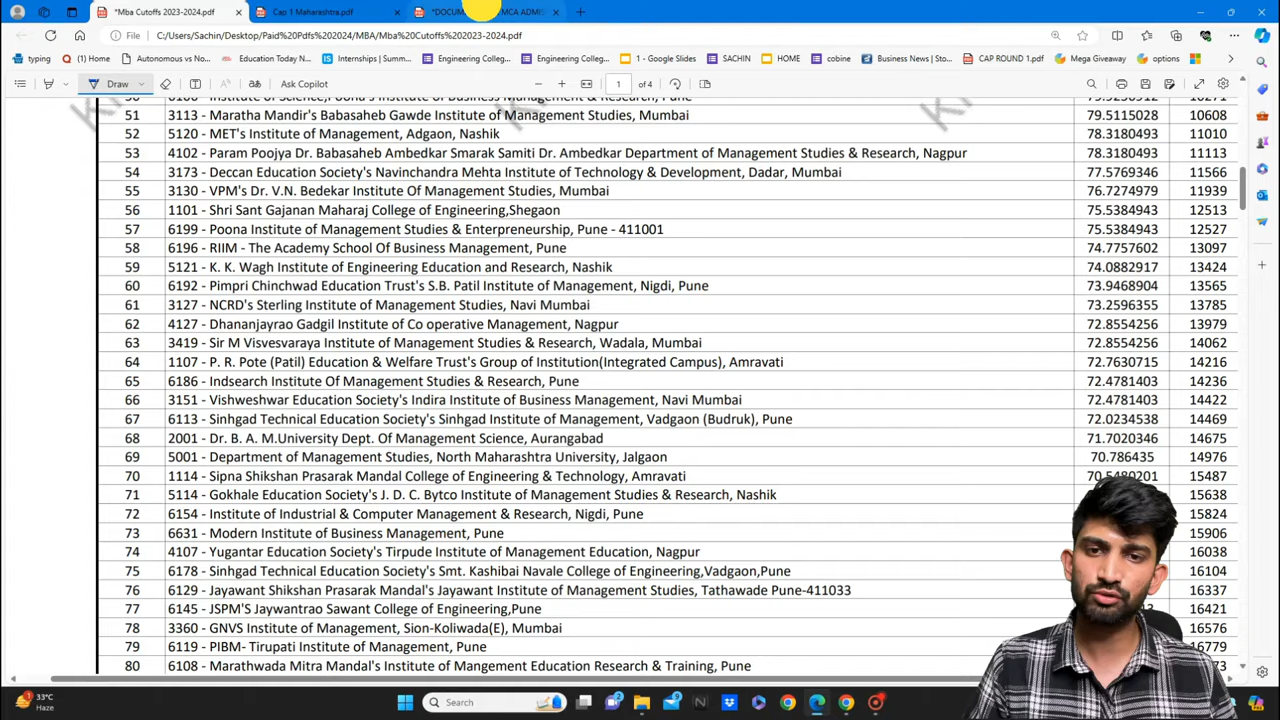 *Mba Cutoffs 2023-2024.pdf
Cap 1 Maharashtra.pdf
MCA ADMIS
File
C:/Users/Sachin/Desktop/Paid%20Pdfs%202024/MBA/Mba%20Cutoffs%202023-2024.pdf
typing
(1) Home
Autonomous vs No...
Education Today N...
Internships | Summ...
Engineering Colleg...
Engineering Colleg...
1 - Google Slides
SACHIN
HOME
cobine
Business News | Sto...
CAP ROUND 1.pdf
Mega Giveaway
options
Draw
Ask Copilot
1 of 4
51 3113 - Maratha Mandir's Babasaheb Gawde Institute of Management Studies, Mumbai 79.5115028 10608
52 5120 - MET's Institute of Management, Adgaon, Nashik 78.3180493 11010
53 4102 - Param Poojya Dr. Babasaheb Ambedkar Smarak Samiti Dr. Ambedkar Department of Management Studies & Research, Nagpur 78.3180493 11113
54 3173 - Deccan Education Society's Navinchandra Mehta Institute of Technology & Development, Dadar, Mumbai 77.5769346 11566
55 3130 - VPM's Dr. V.N. Bedekar Institute Of Management Studies, Mumbai 76.7274979 11939
56 1101 - Shri Sant Gajanan Maharaj College of Engineering,Shegaon 75.5384943 12513
57 6199 - Poona Institute of Management Studies & Enterpreneurship, Pune - 411001 75.5384943 12527
58 6196 - RIIM - The Academy School Of Business Management, Pune 74.7757602 13097
59 5121 - K. K. Wagh Institute of Engineering Education and Research, Nashik 74.0882917 13424
60 6192 - Pimpri Chinchwad Education Trust's S.B. Patil Institute of Management, Nigdi, Pune 73.9468904 13565
61 3127 - NCRD's Sterling Institute of Management Studies, Navi Mumbai 73.2596355 13785
62 4127 - Dhananjayrao Gadgil Institute of Co operative Management, Nagpur 72.8554256 13979
63 3419 - Sir M Visvesvaraya Institute of Management Studies & Research, Wadala, Mumbai 72.8554256 14062
64 1107 - P. R. Pote (Patil) Education & Welfare Trust's Group of Institution(Integrated Campus), Amravati 72.7630715 14216
65 6186 - Indsearch Institute Of Management Studies & Research, Pune 72.4781403 14236
66 3151 - Vishweshwar Education Society's Indira Institute of Business Management, Navi Mumbai 72.4781403 14422
67 6113 - Sinhgad Technical Education Society's Sinhgad Institute of Management, Vadgaon (Budruk), Pune 72.0234538 14469
68 2001 - Dr. B. A. M.University Dept. Of Management Science, Aurangabad 71.7020346 14675
69 5001 - Department of Management Studies, North Maharashtra University, Jalgaon 70.786435 14976
70 1114 - Sipna Shikshan Prasarak Mandal College of Engineering & Technology, Amravati 70.5480201 15487
71 5114 - Gokhale Education Society's J. D. C. Bytco Institute of Management Studies & Research, Nashik 15638
72 6154 - Institute of Industrial & Computer Management & Research, Nigdi, Pune 15824
73 6631 - Modern Institute of Business Management, Pune 15906
74 4107 - Yugantar Education Society's Tirpude Institute of Management Education, Nagpur 16038
75 6178 - Sinhgad Technical Education Society's Smt. Kashibai Navale College of Engineering,Vadgaon,Pune 16104
76 6129 - Jayawant Shikshan Prasarak Mandal's Jayawant Institute of Management Studies, Tathawade Pune-411033 16337
77 6145 - JSPM'S Jaywantrao Sawant College of Engineering,Pune 16421
78 3360 - GNVS Institute of Management, Sion-Koliwada(E), Mumbai 16576
79 6119 - PIBM- Tirupati Institute of Management, Pune 16779
80 6108 - Marathwada Mitra Mandal's Institute of Mangement Education Research & Training, Pune
33°C
Haze
Search